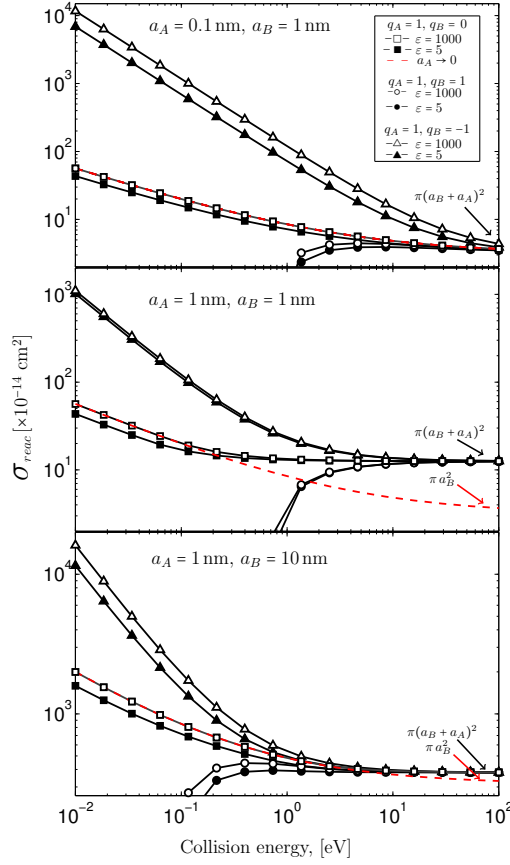 a_A = 0.1 nm, a_B = 1 nm
q_A = 1, q_B = 0
ε = 1000
ε = 5
a_A → 0
q_A = 1, q_B = 1
ε = 1000
ε = 5
q_A = 1, q_B = −1
ε = 1000
ε = 5
10^4
10^3
10^2
10^1
π(a_B + a_A)^2
a_A = 1 nm, a_B = 1 nm
10^3
10^2
10^1
π(a_B + a_A)^2
π a_B^2
σ_reac [×10^−14 cm^2]
a_A = 1 nm, a_B = 10 nm
10^4
10^3
π(a_B + a_A)^2
π a_B^2
10^−2 10^−1 10^0 10^1 10^2
Collision energy, [eV]